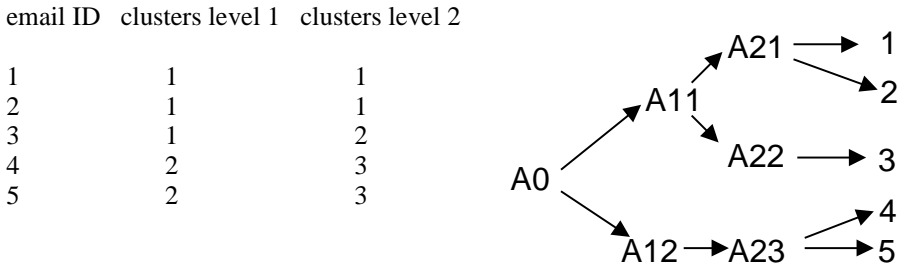 email ID clusters level 1 clusters level 2
1 1 1
2 1 1
3 1 2
4 2 3
5 2 3
A0
A11
A12
A21
A22
A23
1
2
3
4
5